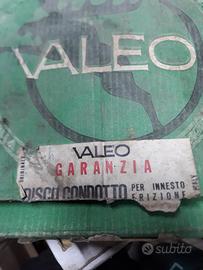 VALEO
VALEO
GARANZIA
DISCO CONDOTTO
PER INNESTO
FRIZIONE
subito